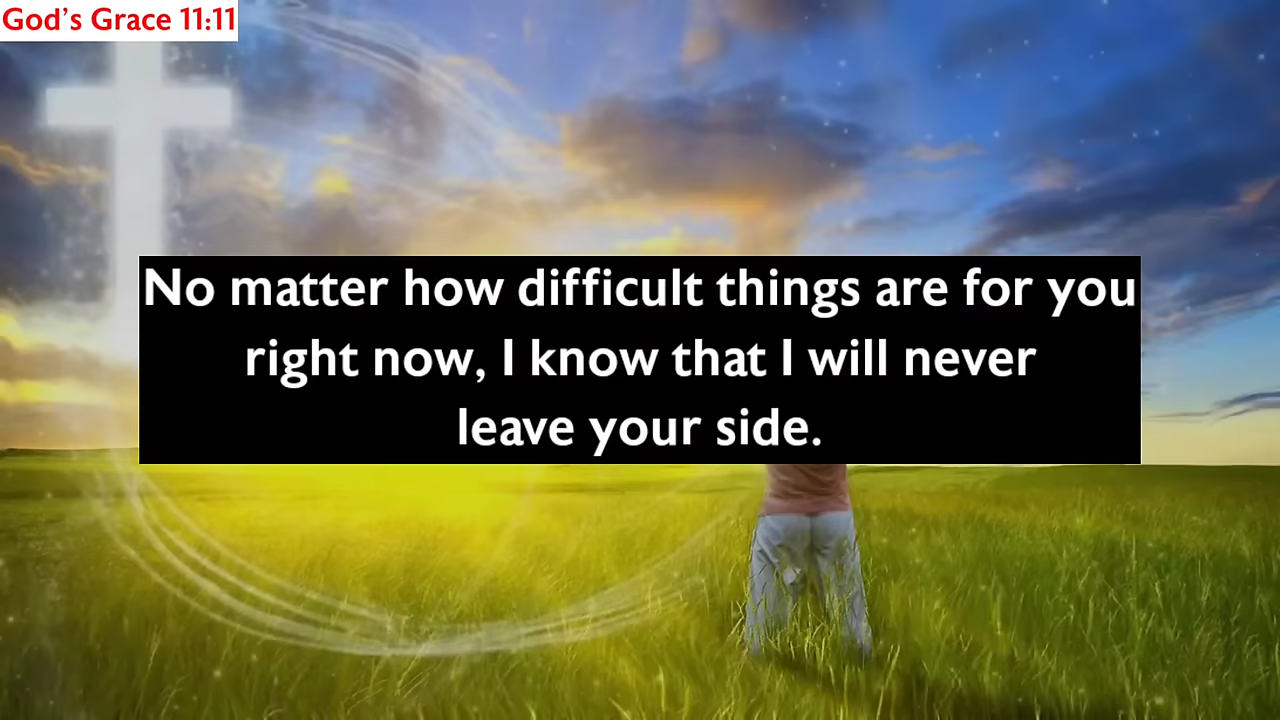 God's Grace 11:11
No matter how difficult things are for you
right now, I know that I will never
leave your side.